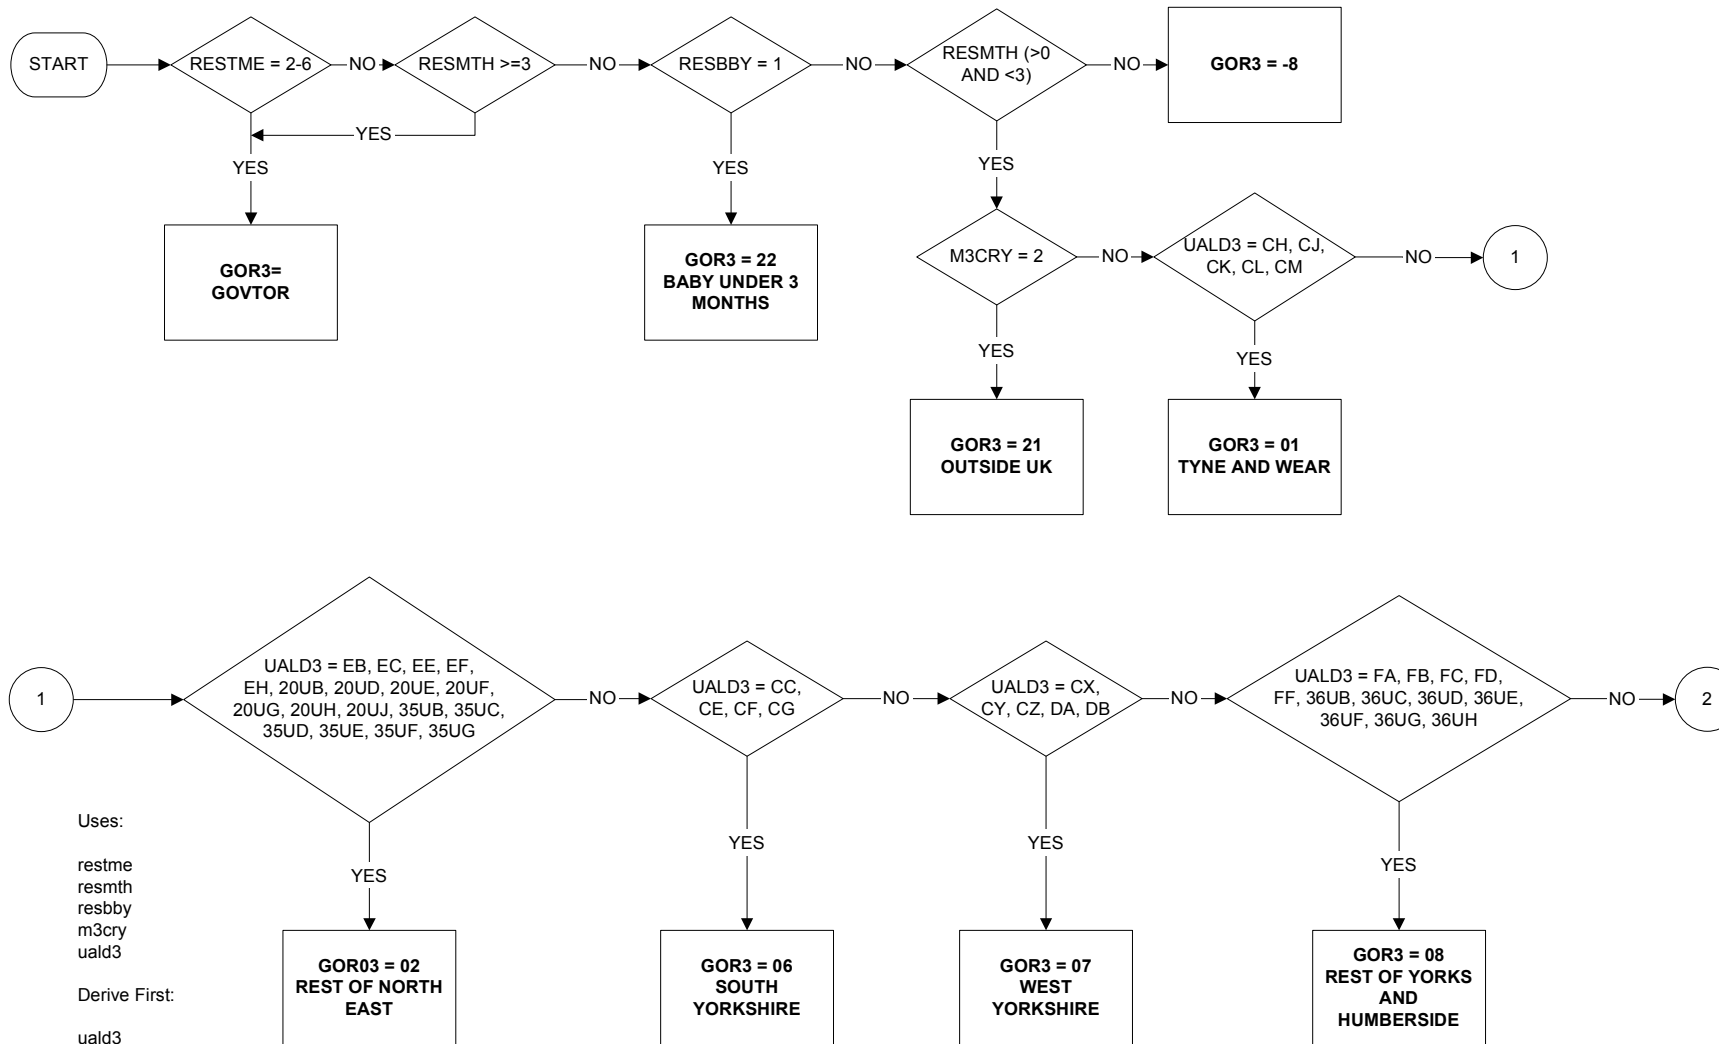 START
RESTME = 2-6
NO
RESMTH >=3
NO
RESBBY = 1
NO
RESMTH (>0
AND <3)
NO
GOR3 = -8
YES
YES
YES
YES
GOR3=
GOVTOR
GOR3 = 22
BABY UNDER 3
MONTHS
M3CRY = 2
NO
UALD3 = CH, CJ,
CK, CL, CM
NO
1
YES
YES
GOR3 = 21
OUTSIDE UK
GOR3 = 01
TYNE AND WEAR
1
UALD3 = EB, EC, EE, EF,
EH, 20UB, 20UD, 20UE, 20UF,
20UG, 20UH, 20UJ, 35UB, 35UC,
35UD, 35UE, 35UF, 35UG
NO
UALD3 = CC,
CE, CF, CG
NO
UALD3 = CX,
CY, CZ, DA, DB
NO
UALD3 = FA, FB, FC, FD,
FF, 36UB, 36UC, 36UD, 36UE,
36UF, 36UG, 36UH
NO
2
YES
YES
YES
YES
GOR03 = 02
REST OF NORTH
EAST
GOR3 = 06
SOUTH
YORKSHIRE
GOR3 = 07
WEST
YORKSHIRE
GOR3 = 08
REST OF YORKS
AND
HUMBERSIDE
Uses:
restme
resmth
resbby
m3cry
uald3
Derive First:
uald3